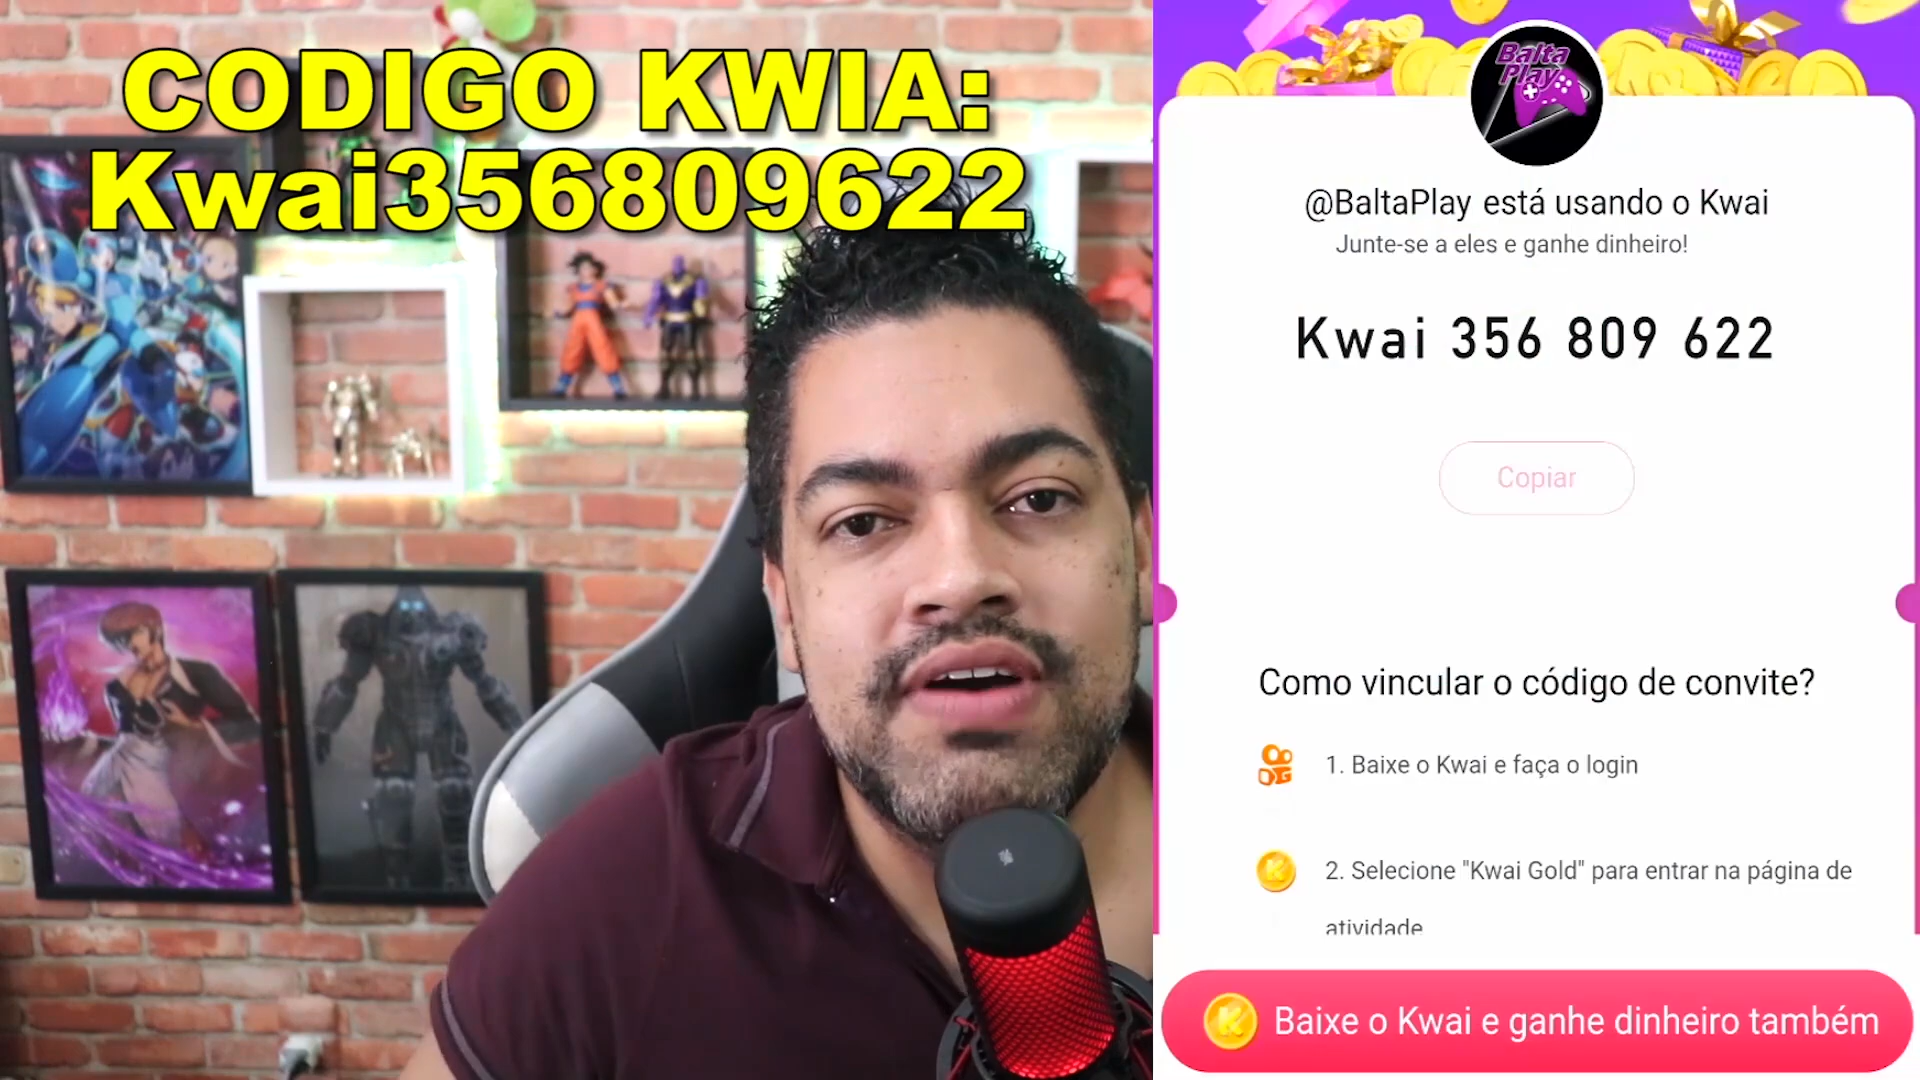 CODIGO KWIA:
Kwai356809622
Balta
Play
@BaltaPlay está usando o Kwai
Junte-se a eles e ganhe dinheiro!
Kwai 356 809 622
Copiar
Como vincular o código de convite?
1. Baixe o Kwai e faça o login
2. Selecione "Kwai Gold" para entrar na página de
atividade
Baixe o Kwai e ganhe dinheiro também